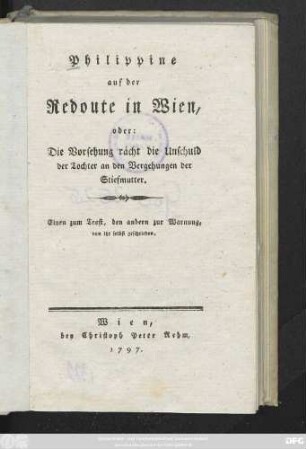 Philippine
auf der
Redoute in Wien,
oder:
Die Vorsehung rächt die Unschuld
der Tochter an den Vergehungen der
Stiefmutter.
Einen zum Trost, den andern zur Warnung,
von ihr selbst geschrieben.
Wien,
bey Christoph Peter Rehm.
1797.